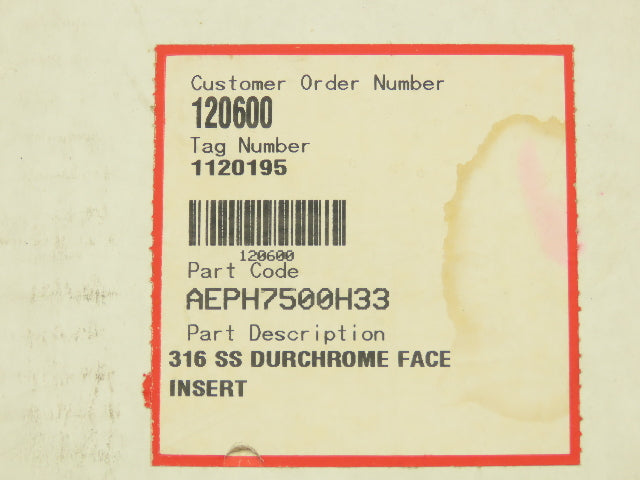 Customer Order Number
120600
Tag Number
1120195
120600
Part Code
AEPH7500H33
Part Description
316 SS DURCHROME FACE
INSERT